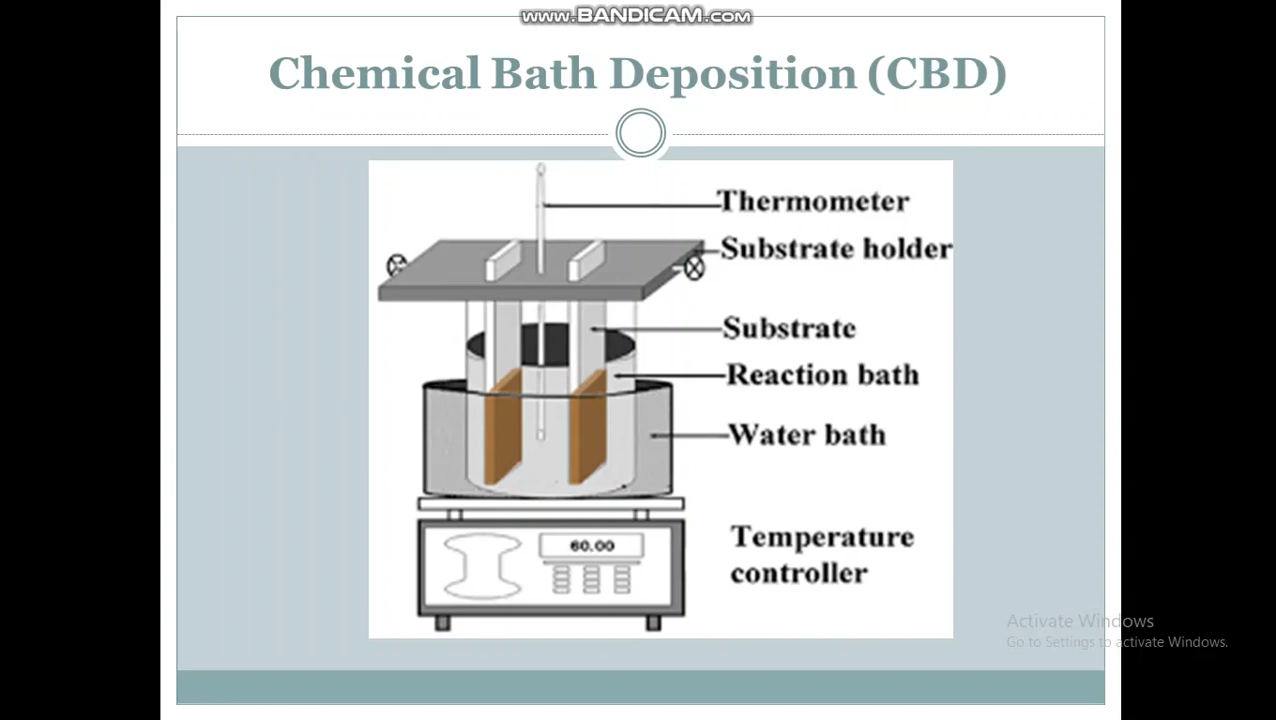 www.BANDICAM.com
Chemical Bath Deposition (CBD)
Thermometer
Substrate holder
Substrate
Reaction bath
Water bath
60.00
Temperature
controller
Activate Windows
Go to Settings to activate Windows.